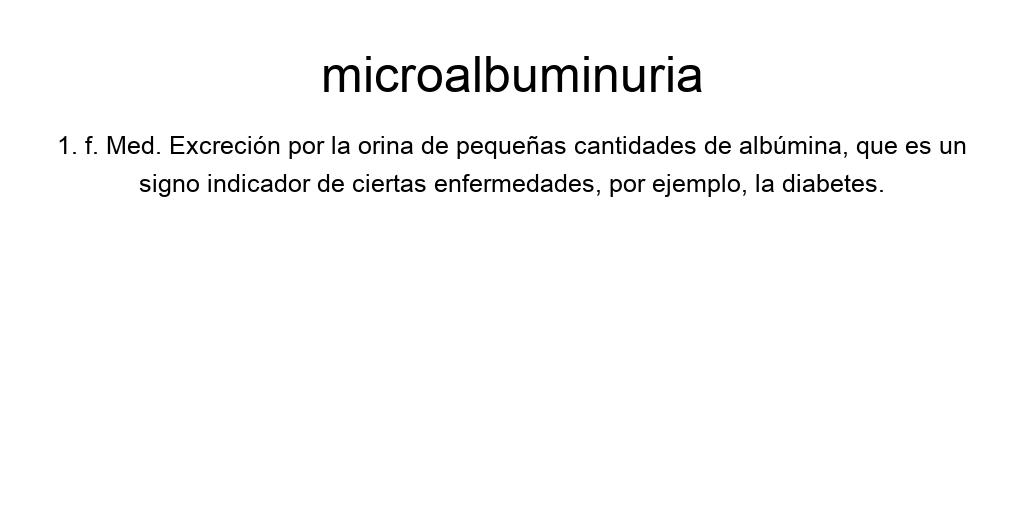 microalbuminuria
1. f. Med. Excreción por la orina de pequeñas cantidades de albúmina, que es un
signo indicador de ciertas enfermedades, por ejemplo, la diabetes.